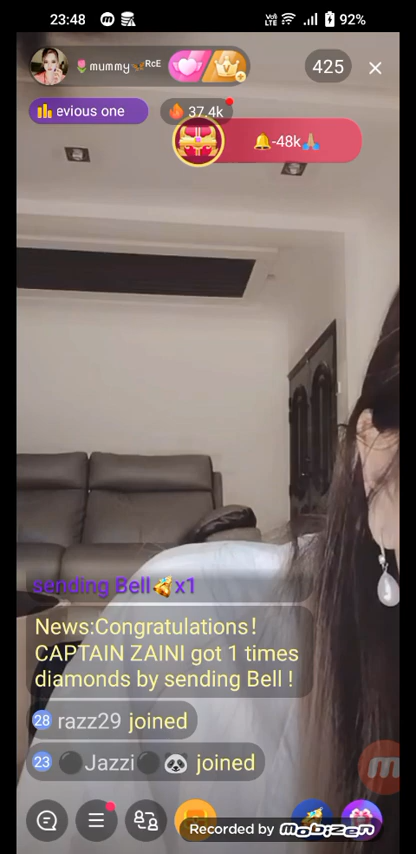 23:48
VoLTE
92%
🌷mummy🦋RcE
425
evious one
37.4k
🔔-48k🙏🏼
sending Bell x1
News:Congratulations!
CAPTAIN ZAINI got 1 times
diamonds by sending Bell !
28 razz29 joined
23 ⚫Jazzi⚫🐼 joined
Recorded by mobizen